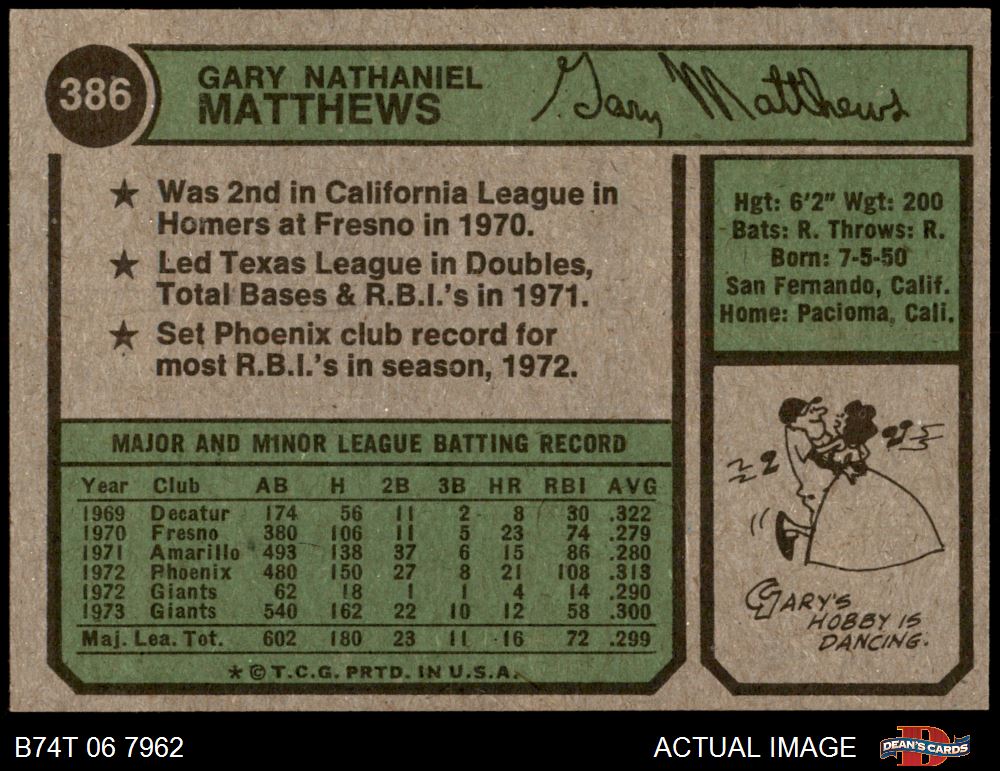 386
GARY NATHANIEL
MATTHEWS
Gary Matthews
★ Was 2nd in California League in
Homers at Fresno in 1970.
★ Led Texas League in Doubles,
Total Bases & R.B.I.'s in 1971.
★ Set Phoenix club record for
most R.B.I.'s in season, 1972.
Hgt: 6'2" Wgt: 200
Bats: R. Throws: R.
Born: 7-5-50
San Fernando, Calif.
Home: Pacioma, Cali.
MAJOR AND MINOR LEAGUE BATTING RECORD
Year Club AB H 2B 3B HR RBI AVG
1969 Decatur 174 56 11 2 8 30 .322
1970 Fresno 380 106 11 5 23 74 .279
1971 Amarillo 493 138 37 6 15 86 .280
1972 Phoenix 480 150 27 8 21 108 .313
1972 Giants 62 18 1 1 4 14 .290
1973 Giants 540 162 22 10 12 58 .300
Maj. Lea. Tot. 602 180 23 11 16 72 .299
* © T.C.G. PRTD. IN U.S.A.
GARY'S
HOBBY IS
DANCING.
B74T 06 7962
ACTUAL IMAGE
DEAN'S CARDS